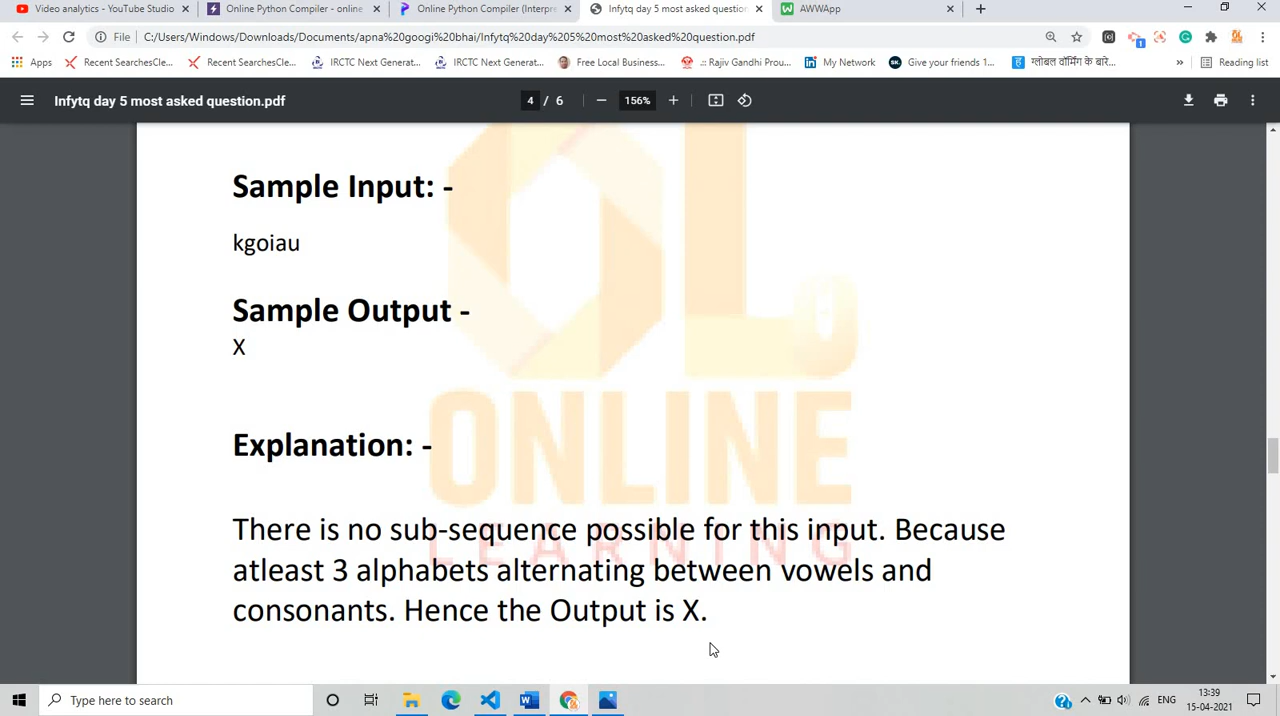 Video analytics - YouTube Studio
Online Python Compiler - online
Online Python Compiler (Interpre
Infytq day 5 most asked question
AWWApp
File
C:/Users/Windows/Downloads/Documents/apna%20googi%20bhai/Infytq%20day%205%20most%20asked%20question.pdf
1
Apps
Recent SearchesCle...
Recent SearchesCle...
IRCTC Next Generat...
IRCTC Next Generat...
Free Local Business...
.:: Rajiv Gandhi Prou...
My Network
Give your friends 1...
ग्लोबल वॉर्मिंग के बारे...
»
Reading list
Infytq day 5 most asked question.pdf
4 / 6
156%
Sample Input: -
kgoiau
Sample Output -
X
ONLINE
Explanation: -
LEARNING
There is no sub-sequence possible for this input. Because
atleast 3 alphabets alternating between vowels and
consonants. Hence the Output is X.
Type here to search
ENG
13:39
15-04-2021